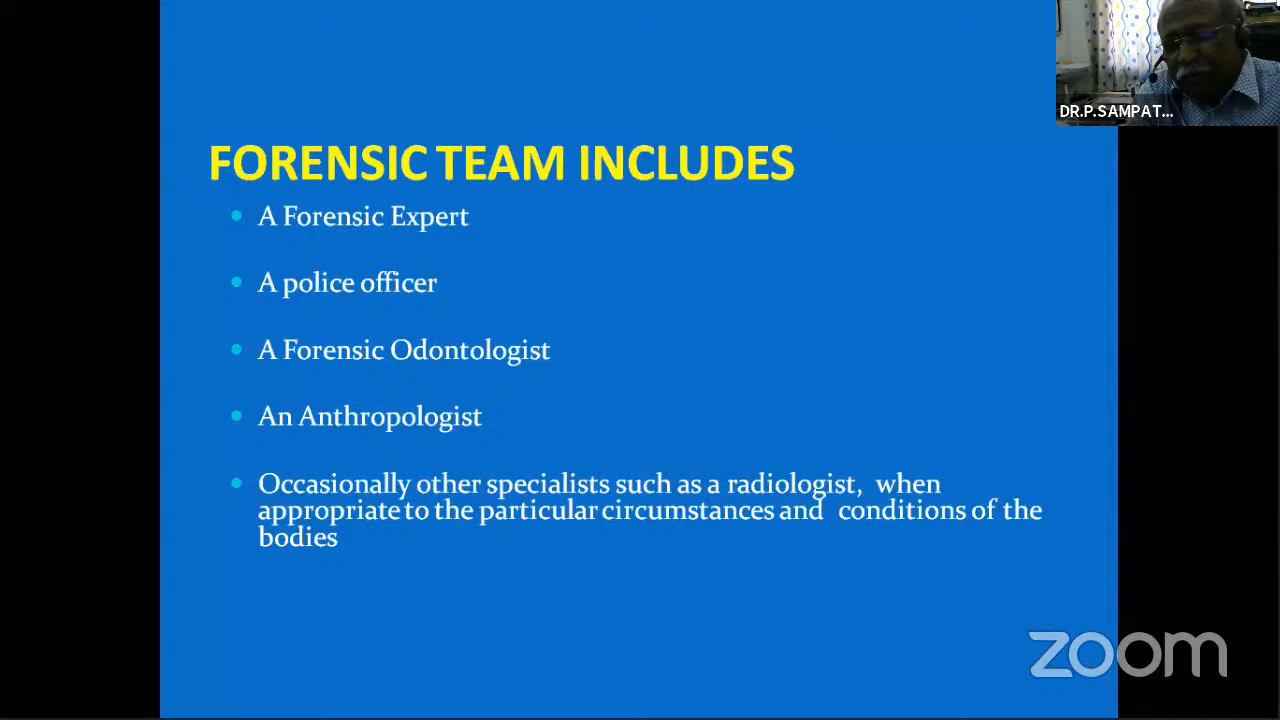 DR.P.SAMPAT...
FORENSIC TEAM INCLUDES
• A Forensic Expert
• A police officer
• A Forensic Odontologist
• An Anthropologist
• Occasionally other specialists such as a radiologist, when
appropriate to the particular circumstances and conditions of the
bodies
zoom